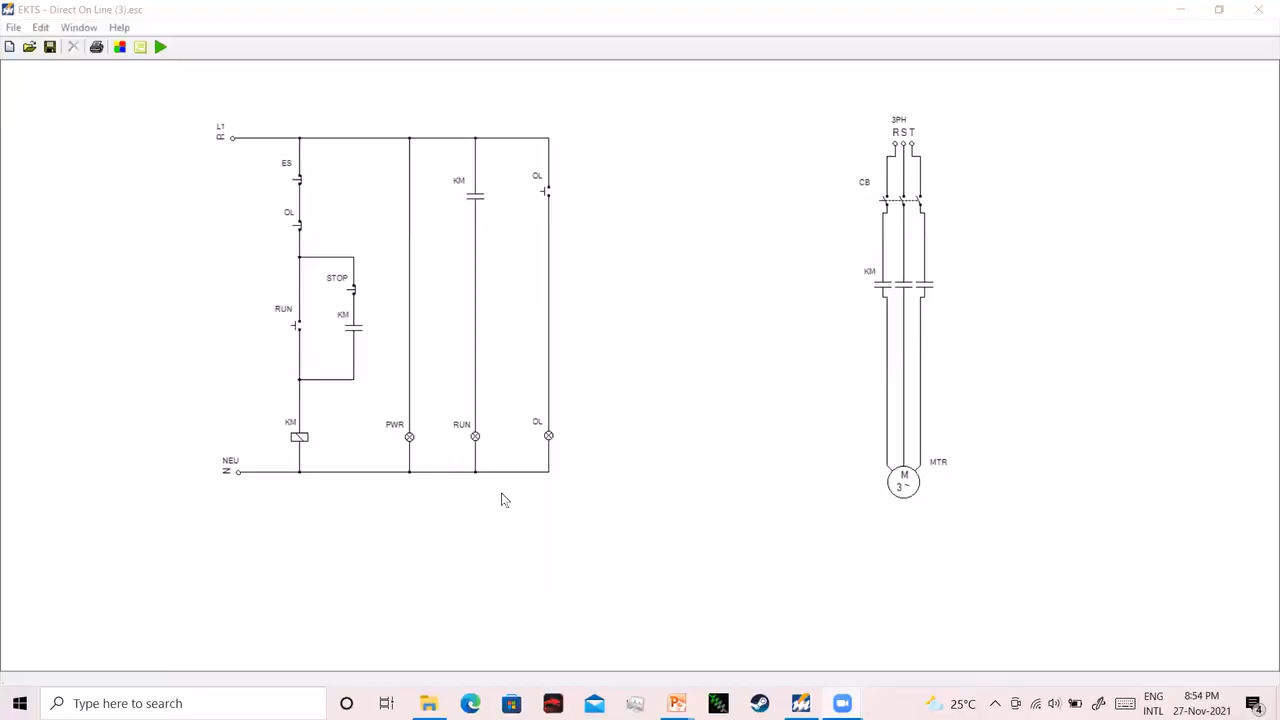 EKTS - Direct On Line (3).esc
File Edit Window Help
L1
R
ES
OL
STOP
RUN
KM
KM
PWR
KM
RUN
OL
OL
NEU
N
3PH
R S T
CB
KM
MTR
M
3 ~
Type here to search
25°C
ENG
INTL
8:54 PM
27-Nov-2021
4